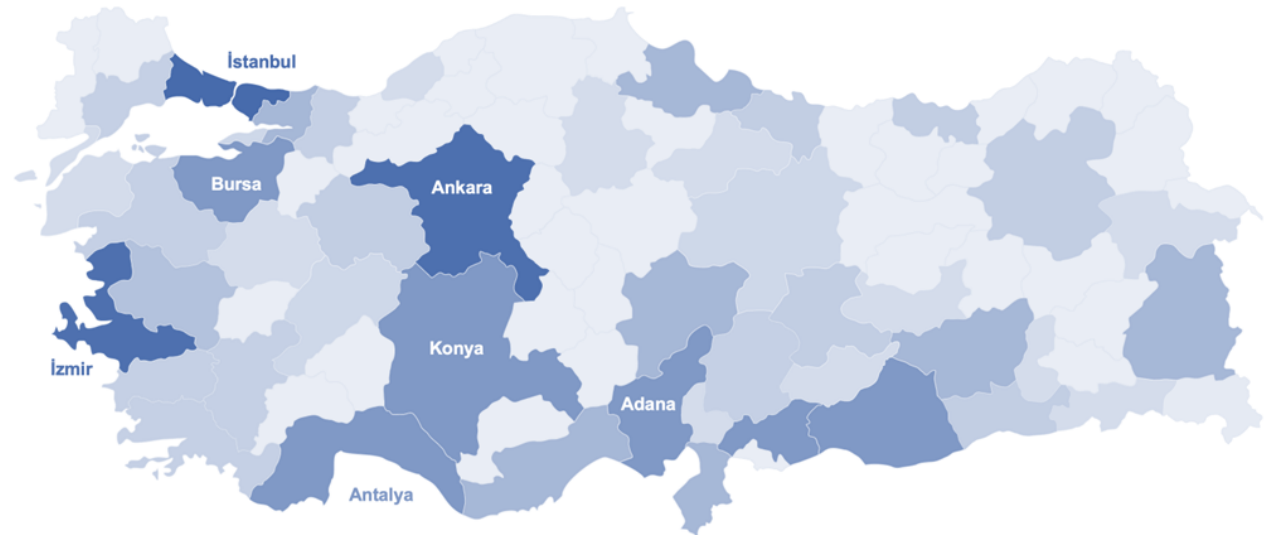 İstanbul
Bursa
Ankara
Konya
İzmir
Adana
Antalya